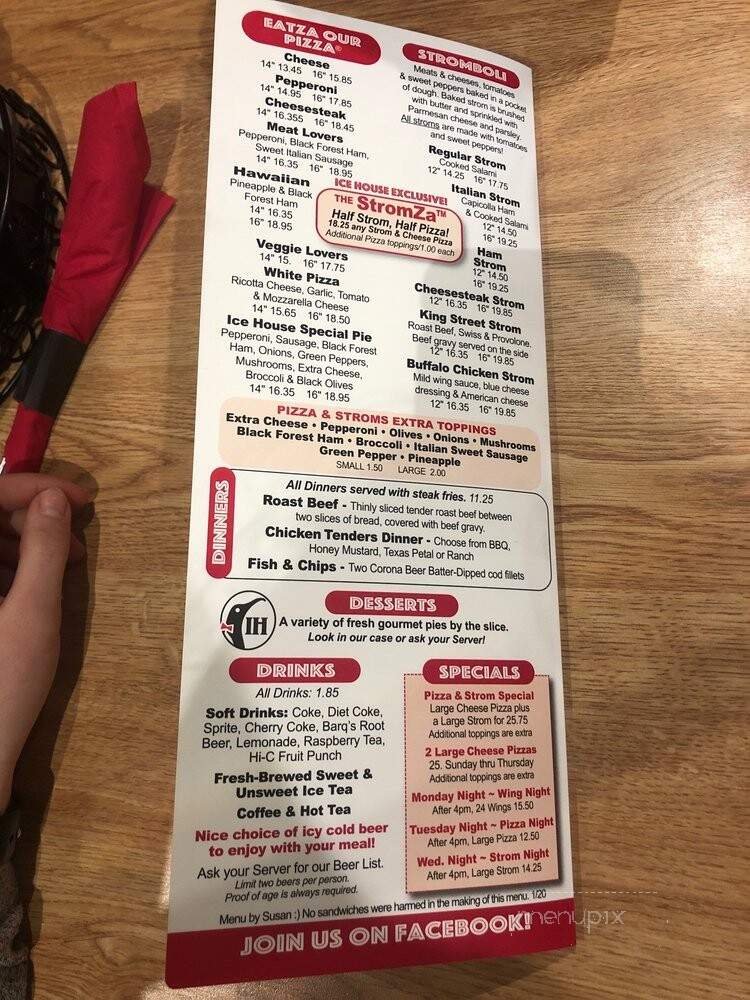 EATZA OUR
PIZZA®
Cheese
14" 13.45 16" 15.85
Pepperoni
14" 14.95 16" 17.85
Cheesesteak
14" 16.355 16" 18.45
Meat Lovers
Pepperoni, Black Forest Ham,
Sweet Italian Sausage
14" 16.35 16" 18.95
Hawaiian
Pineapple & Black
Forest Ham
14" 16.35
16" 18.95
Veggie Lovers
14" 15. 16" 17.75
White Pizza
Ricotta Cheese, Garlic, Tomato
& Mozzarella Cheese
14" 15.65 16" 18.50
Ice House Special Pie
Pepperoni, Sausage, Black Forest
Ham, Onions, Green Peppers,
Mushrooms, Extra Cheese,
Broccoli & Black Olives
14" 16.35 16" 18.95
ICE HOUSE EXCLUSIVE!
THE StromZa™
Half Strom, Half Pizza!
18.25 any Strom & Cheese Pizza
Additional Pizza toppings/1.00 each
STROMBOLI
Meats & cheeses, tomatoes
& sweet peppers baked in a pocket
of dough. Baked strom is brushed
with butter and sprinkled with
Parmesan cheese and parsley.
All stroms are made with tomatoes
and sweet peppers!
Regular Strom
Cooked Salami
12" 14.25 16" 17.75
Italian Strom
Capicolla Ham
& Cooked Salami
12" 14.50
16" 19.25
Ham
Strom
12" 14.50
16" 19.25
Cheesesteak Strom
12" 16.35 16" 19.85
King Street Strom
Roast Beef, Swiss & Provolone.
Beef gravy served on the side
12" 16.35 16" 19.85
Buffalo Chicken Strom
Mild wing sauce, blue cheese
dressing & American cheese
12" 16.35 16" 19.85
PIZZA & STROMS EXTRA TOPPINGS
Extra Cheese • Pepperoni • Olives • Onions • Mushrooms
Black Forest Ham • Broccoli • Italian Sweet Sausage
Green Pepper • Pineapple
SMALL 1.50 LARGE 2.00
DINNERS
All Dinners served with steak fries. 11.25
Roast Beef - Thinly sliced tender roast beef between
two slices of bread, covered with beef gravy.
Chicken Tenders Dinner - Choose from BBQ,
Honey Mustard, Texas Petal or Ranch
Fish & Chips - Two Corona Beer Batter-Dipped cod fillets
IH
DESSERTS
A variety of fresh gourmet pies by the slice.
Look in our case or ask your Server!
DRINKS
All Drinks: 1.85
Soft Drinks: Coke, Diet Coke,
Sprite, Cherry Coke, Barq's Root
Beer, Lemonade, Raspberry Tea,
Hi-C Fruit Punch
Fresh-Brewed Sweet &
Unsweet Ice Tea
Coffee & Hot Tea
Nice choice of icy cold beer
to enjoy with your meal!
Ask your Server for our Beer List.
Limit two beers per person.
Proof of age is always required.
SPECIALS
Pizza & Strom Special
Large Cheese Pizza plus
a Large Strom for 25.75
Additional toppings are extra
2 Large Cheese Pizzas
25. Sunday thru Thursday
Additional toppings are extra
Monday Night ~ Wing Night
After 4pm, 24 Wings 15.50
Tuesday Night ~ Pizza Night
After 4pm, Large Pizza 12.50
Wed. Night ~ Strom Night
After 4pm, Large Strom 14.25
Menu by Susan :) No sandwiches were harmed in the making of this menu. 1/20
JOIN US ON FACEBOOK!
menupix